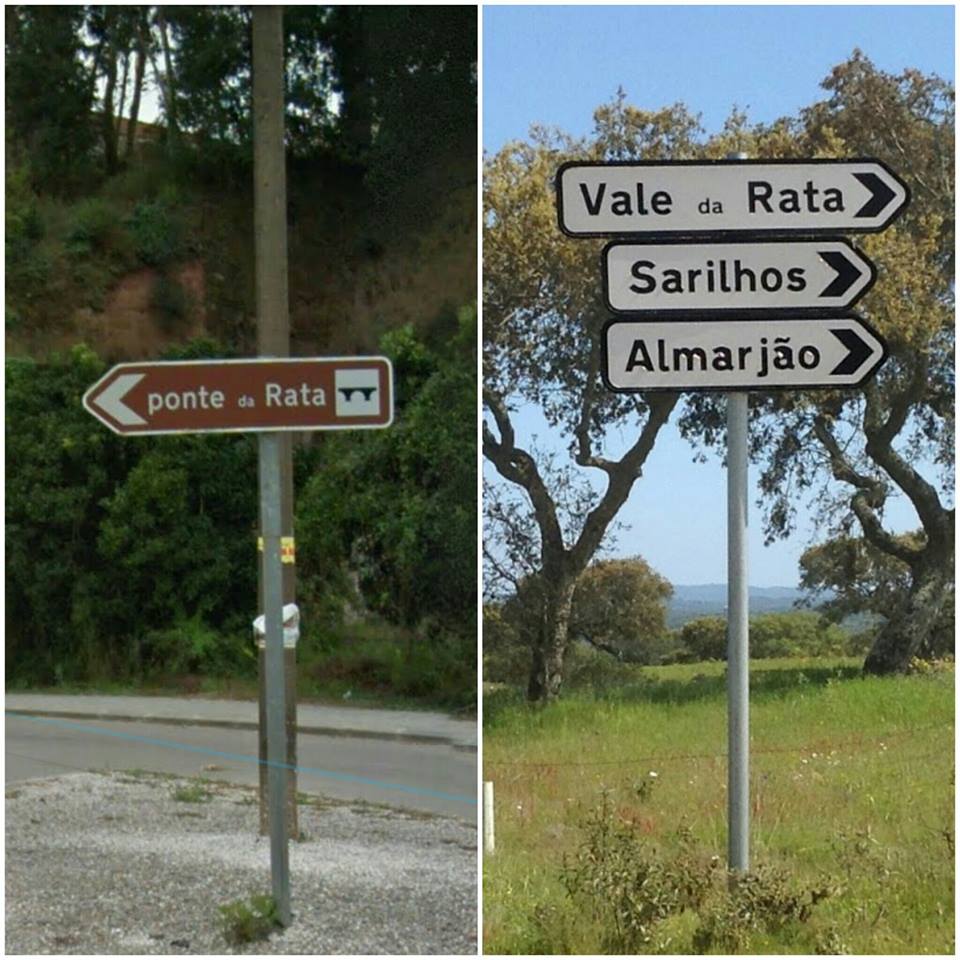 ponte da Rata
Vale da Rata
Sarilhos
Almarjão